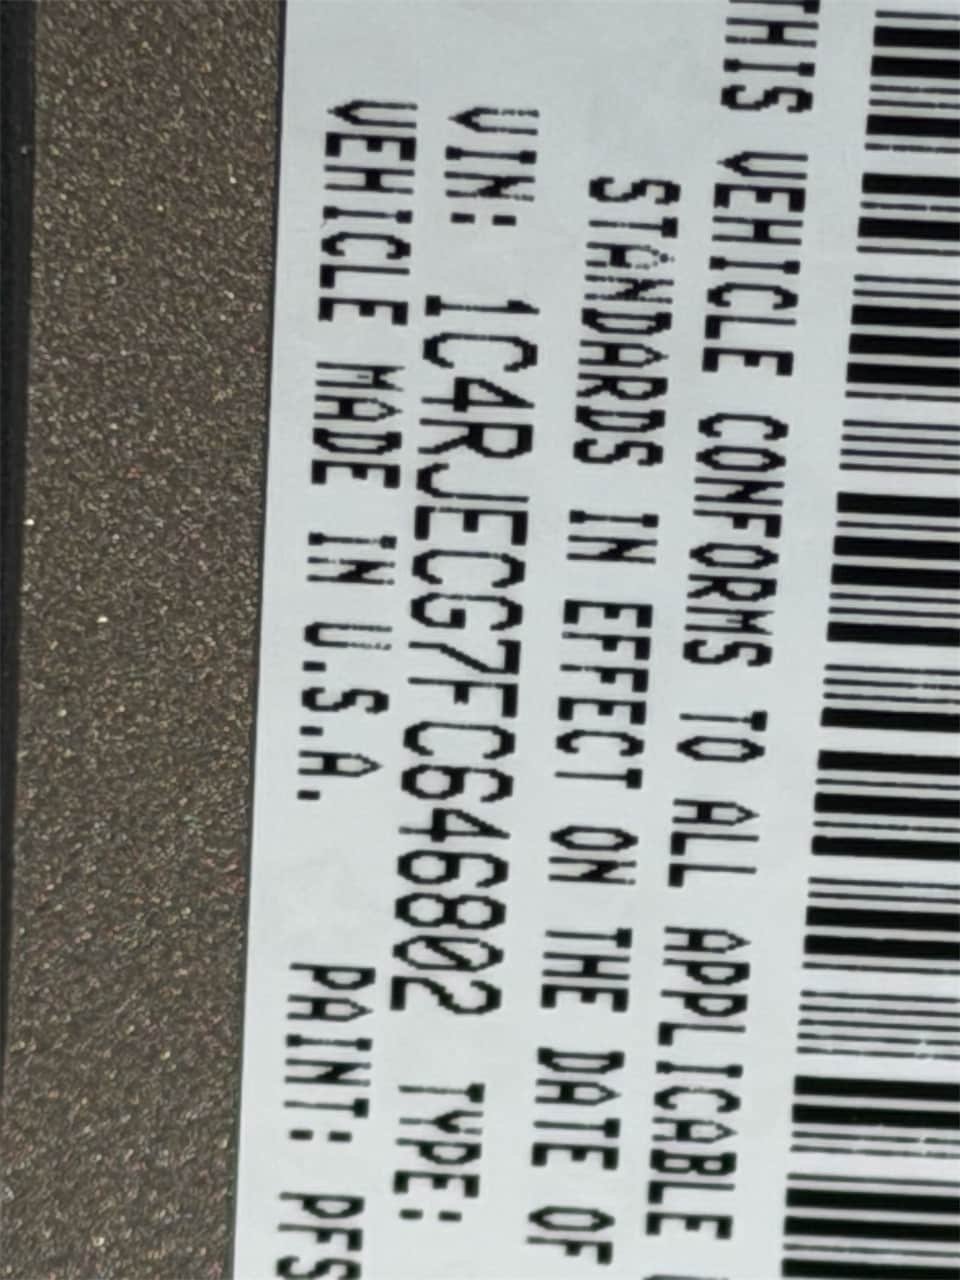 THIS VEHICLE CONFORMS TO ALL APPLICABLE
STANDARDS IN EFFECT ON THE DATE OF
VIN: 1C4RJECG7FC646802 TYPE:
VEHICLE MADE IN U.S.A. PAINT: PFS